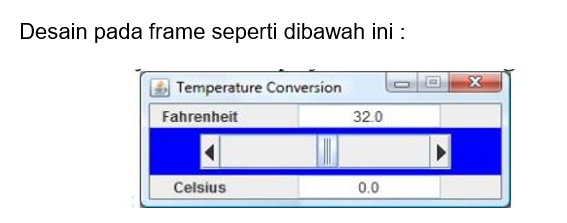 Desain pada frame seperti dibawah ini :
Temperature Conversion
Fahrenheit 32.0
Celsius 0.0